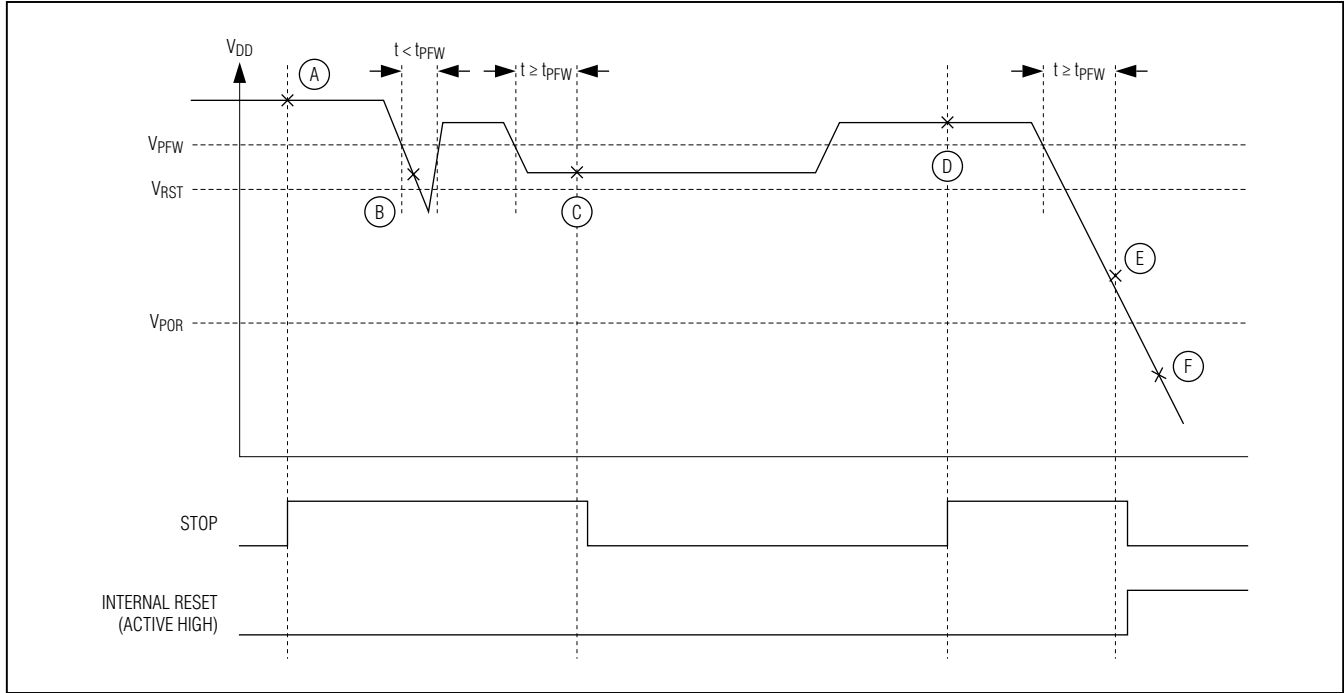 VDD
A
t < tPFW
t ≥ tPFW
t ≥ tPFW
VPFW
D
VRST
B
C
E
VPOR
F
STOP
INTERNAL RESET
(ACTIVE HIGH)